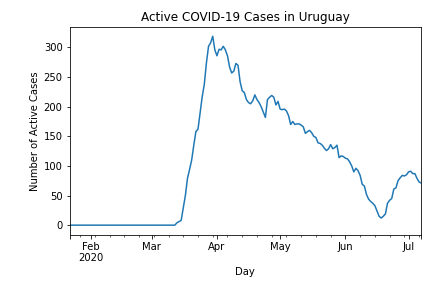 Active COVID-19 Cases in Uruguay
Number of Active Cases
300
250
200
150
100
50
0
Feb Mar Apr May Jun Jul
2020
Day